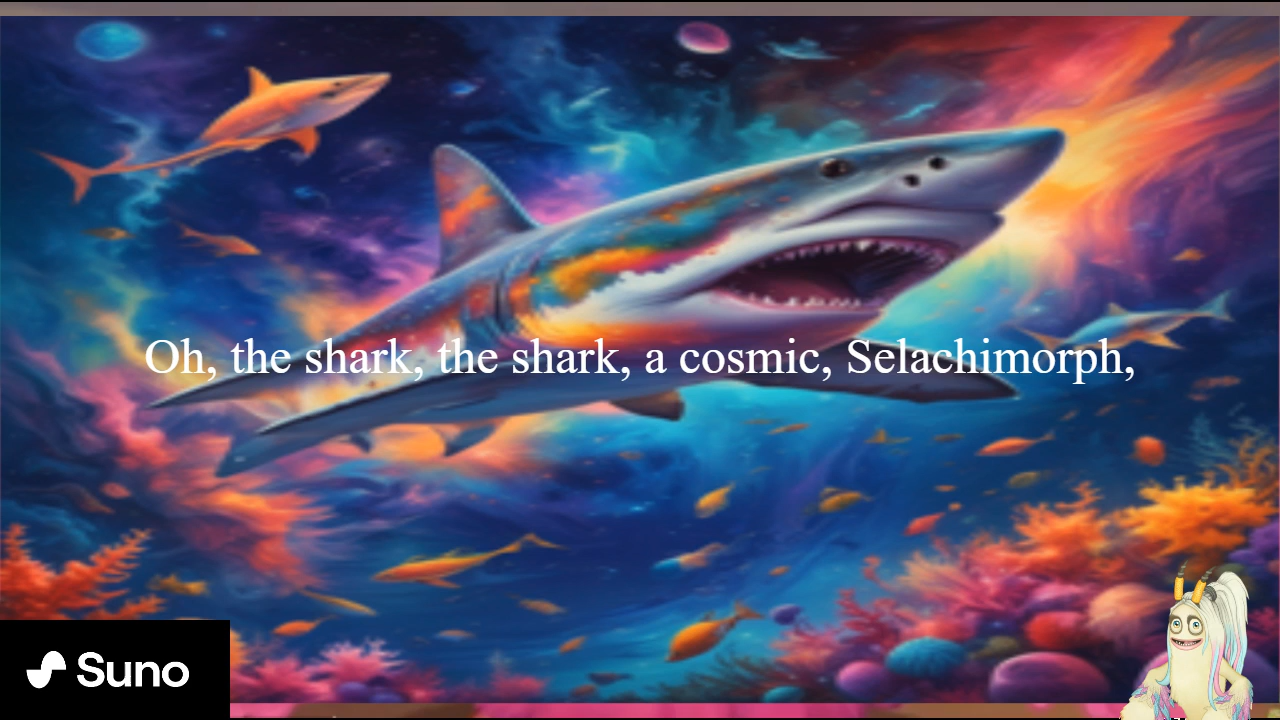 Oh, the shark, the shark, a cosmic, Selachimorph,
Suno